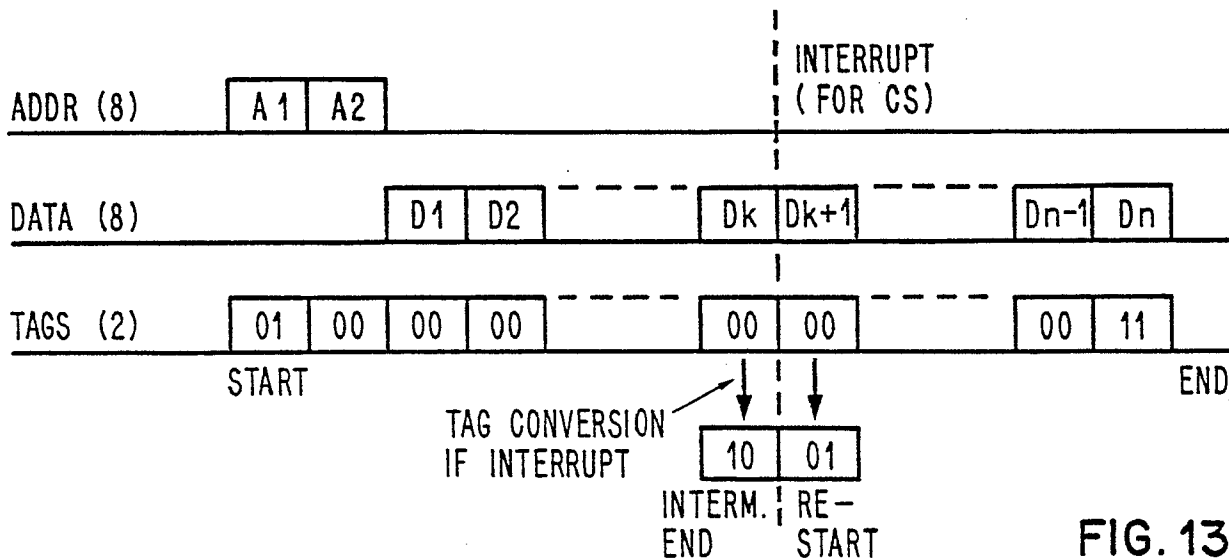 INTERRUPT
(FOR CS)
ADDR (8) A1 A2
DATA (8) D1 D2 Dk Dk+1 Dn-1 Dn
TAGS (2) 01 00 00 00 00 00 00 11
START END
TAG CONVERSION
IF INTERRUPT
10 01
INTERM. RE-
END START
FIG. 13